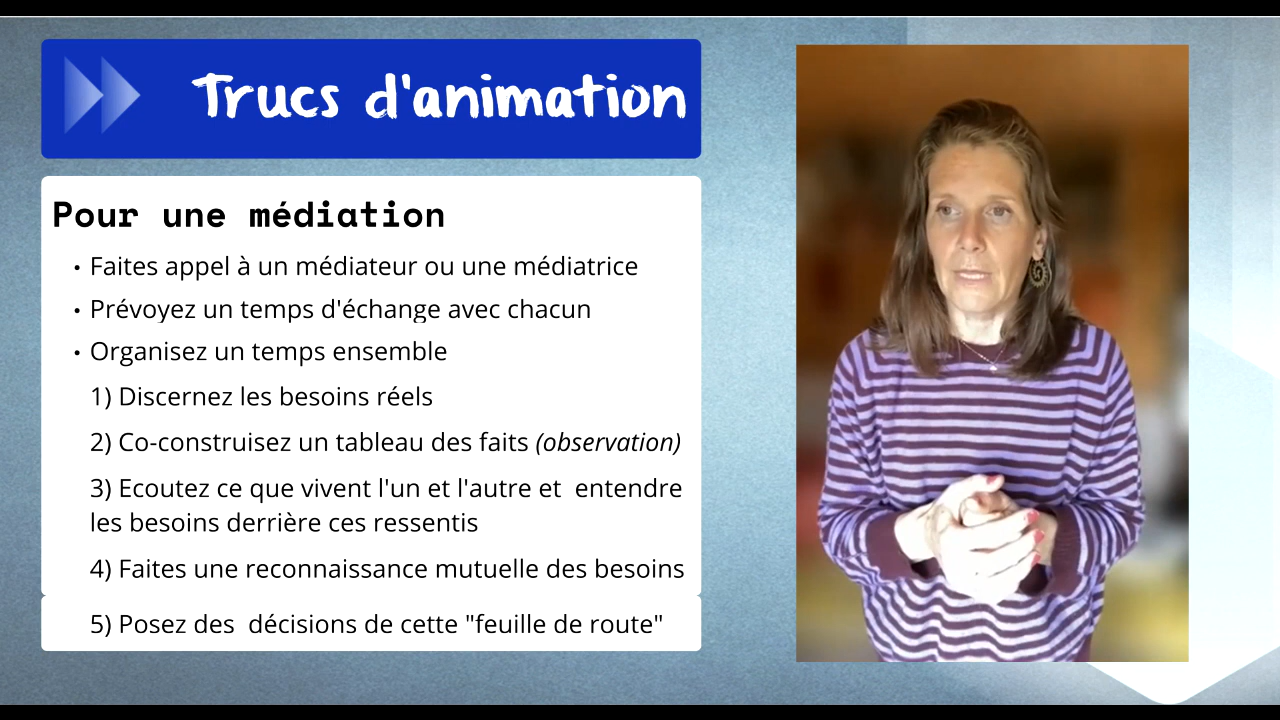 Trucs d'animation
Pour une médiation
• Faites appel à un médiateur ou une médiatrice
• Prévoyez un temps d'échange avec chacun
• Organisez un temps ensemble
1) Discernez les besoins réels
2) Co-construisez un tableau des faits (observation)
3) Ecoutez ce que vivent l'un et l'autre et entendre
les besoins derrière ces ressentis
4) Faites une reconnaissance mutuelle des besoins
5) Posez des décisions de cette "feuille de route"